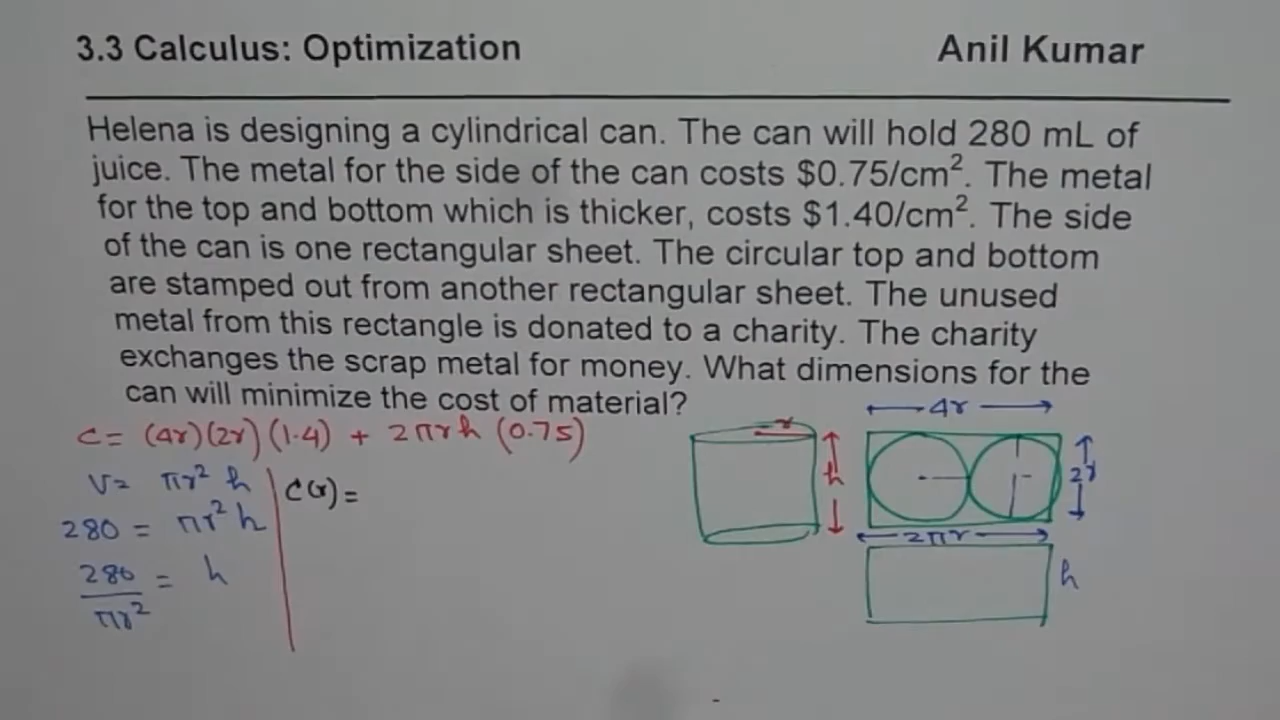 3.3 Calculus: Optimization Anil Kumar
Helena is designing a cylindrical can. The can will hold 280 mL of
juice. The metal for the side of the can costs $0.75/cm². The metal
for the top and bottom which is thicker, costs $1.40/cm². The side
of the can is one rectangular sheet. The circular top and bottom
are stamped out from another rectangular sheet. The unused
metal from this rectangle is donated to a charity. The charity
exchanges the scrap metal for money. What dimensions for the
can will minimize the cost of material?
C = (4r)(2r)(1.4) + 2πrh (0.75)
V = πr² h
280 = πr² h
280/πr² = h
C(r) =
r
h
4r
2r
2πr
h